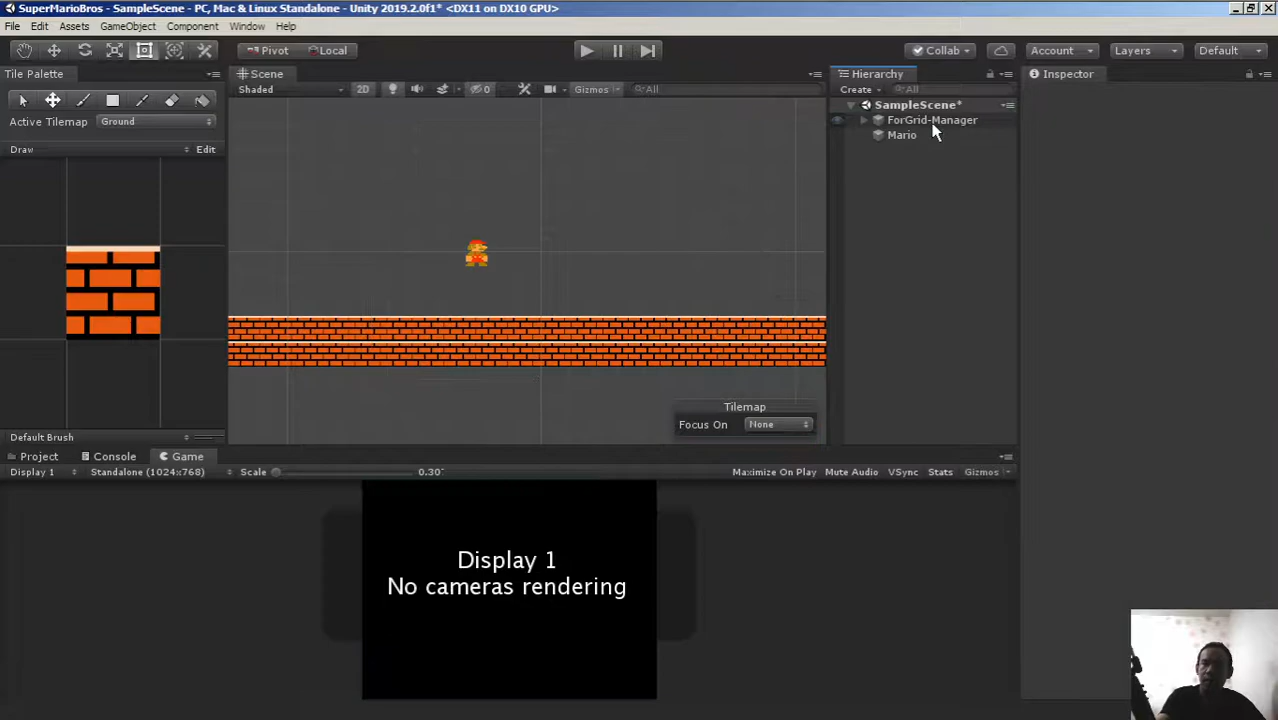 SuperMarioBros - SampleScene - PC, Mac & Linux Standalone - Unity 2019.2.0f1* <DX11 on DX10 GPU>
File Edit Assets GameObject Component Window Help
Pivot Local Collab Account Layers Default
Tile Palette
Active Tilemap Ground
Draw Edit
Default Brush
Scene
Shaded 2D 0 Gizmos All
Tilemap
Focus On None
Hierarchy
Create All
SampleScene*
ForGrid-Manager
Mario
Inspector
Project Console Game
Display 1 Standalone (1024x768) Scale 0.30 Maximize On Play Mute Audio VSync Stats Gizmos
Display 1
No cameras rendering